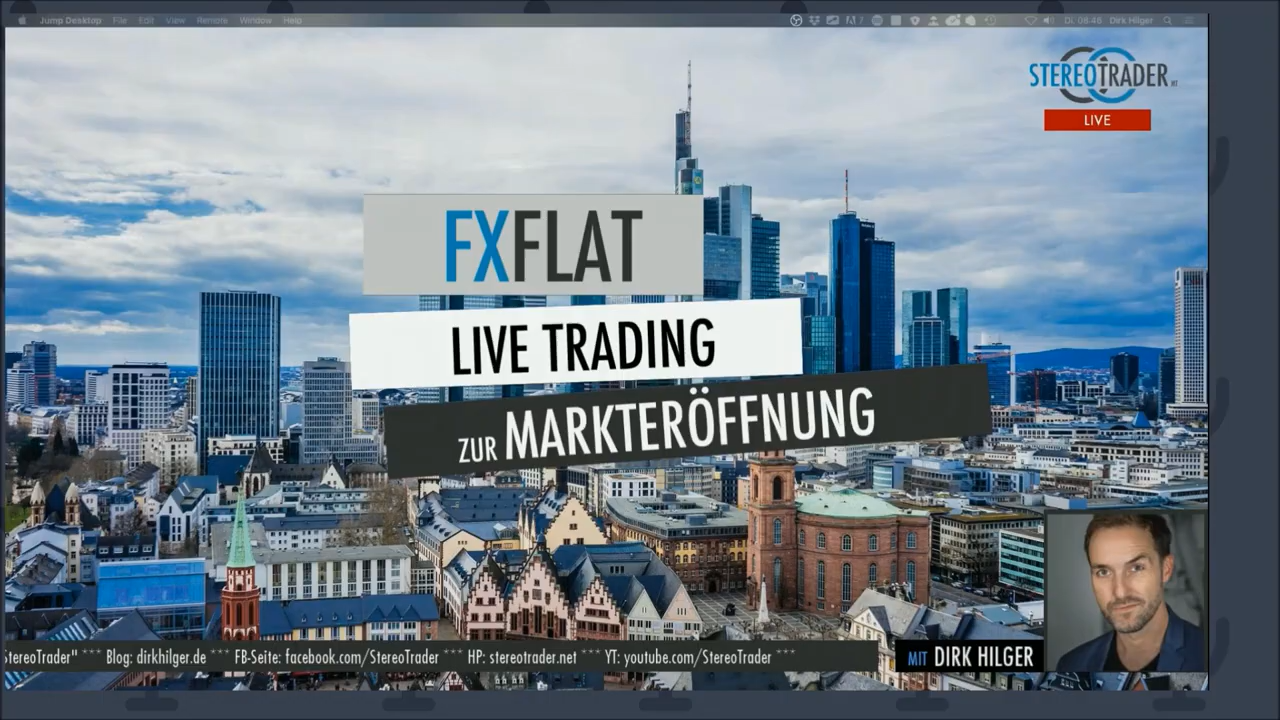 Jump Desktop File Edit View Remote Window Help
Di. 08:46 Dirk Hilger
STEREOTRADER.NET
LIVE
FXFLAT
LIVE TRADING
ZUR MARKTERÖFFNUNG
StereoTrader" *** Blog: dirkhilger.de *** FB-Seite: facebook.com/StereoTrader *** HP: stereotrader.net *** YT: youtube.com/StereoTrader ***
MIT DIRK HILGER